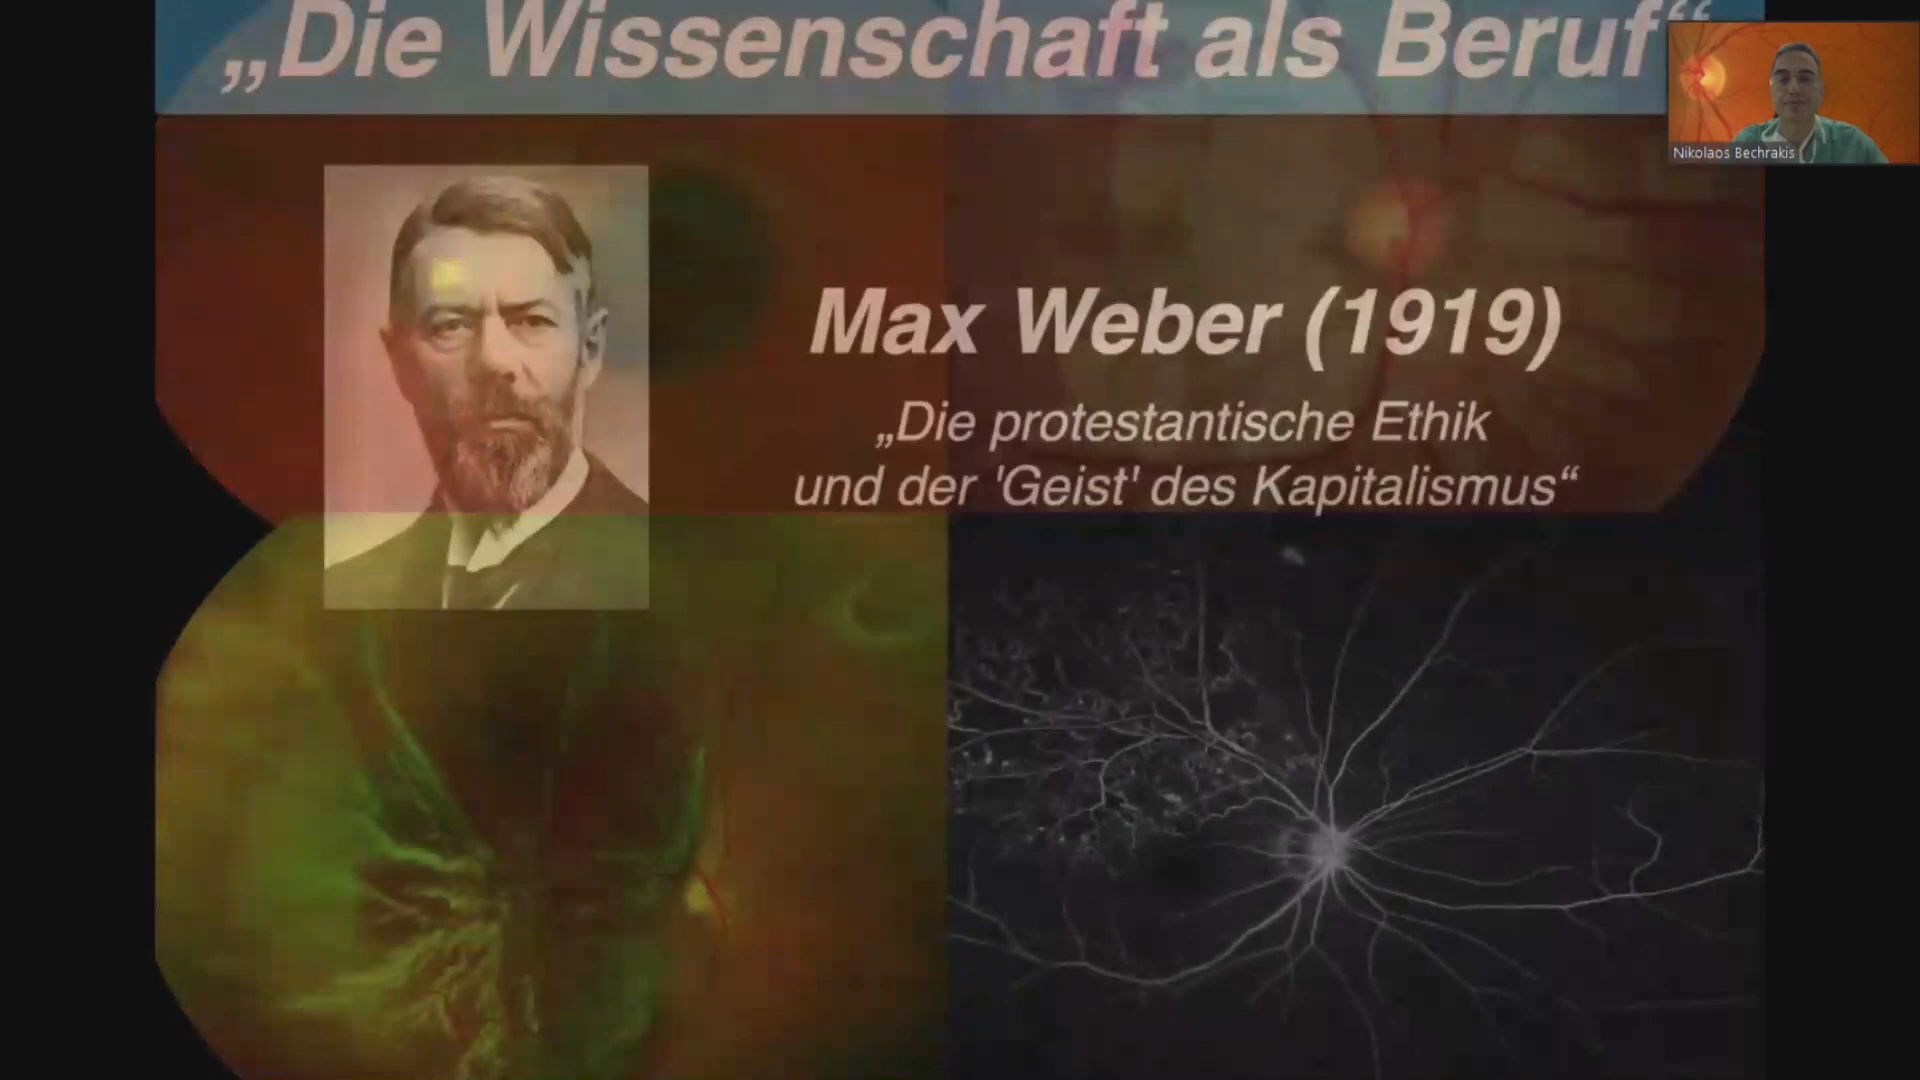 „Die Wissenschaft als Beruf“
Nikolaos Bechrakis
Max Weber (1919)
„Die protestantische Ethik
und der 'Geist' des Kapitalismus“